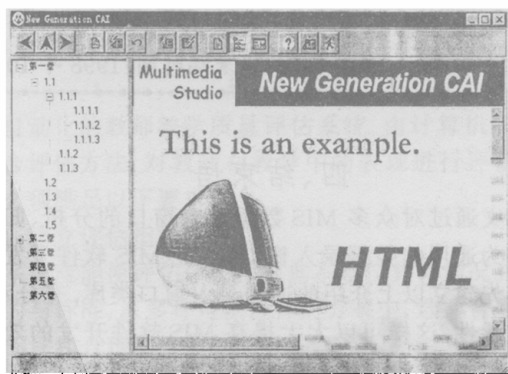 New Generation CAI
第一章
1.1
1.1.1
1.1.1.1
1.1.1.2
1.1.1.3
1.1.2
1.1.3
1.2
1.3
1.4
1.5
第二章
第三章
第四章
第五章
第六章
Multimedia
Studio
New Generation CAI
This is an example.
HTML